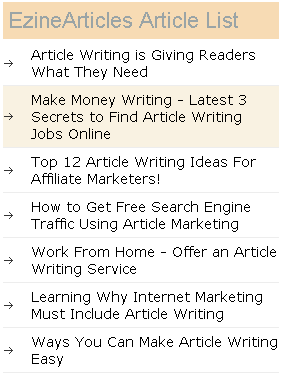 EzineArticles Article List
Article Writing is Giving Readers
What They Need
Make Money Writing - Latest 3
Secrets to Find Article Writing
Jobs Online
Top 12 Article Writing Ideas For
Affiliate Marketers!
How to Get Free Search Engine
Traffic Using Article Marketing
Work From Home - Offer an Article
Writing Service
Learning Why Internet Marketing
Must Include Article Writing
Ways You Can Make Article Writing
Easy